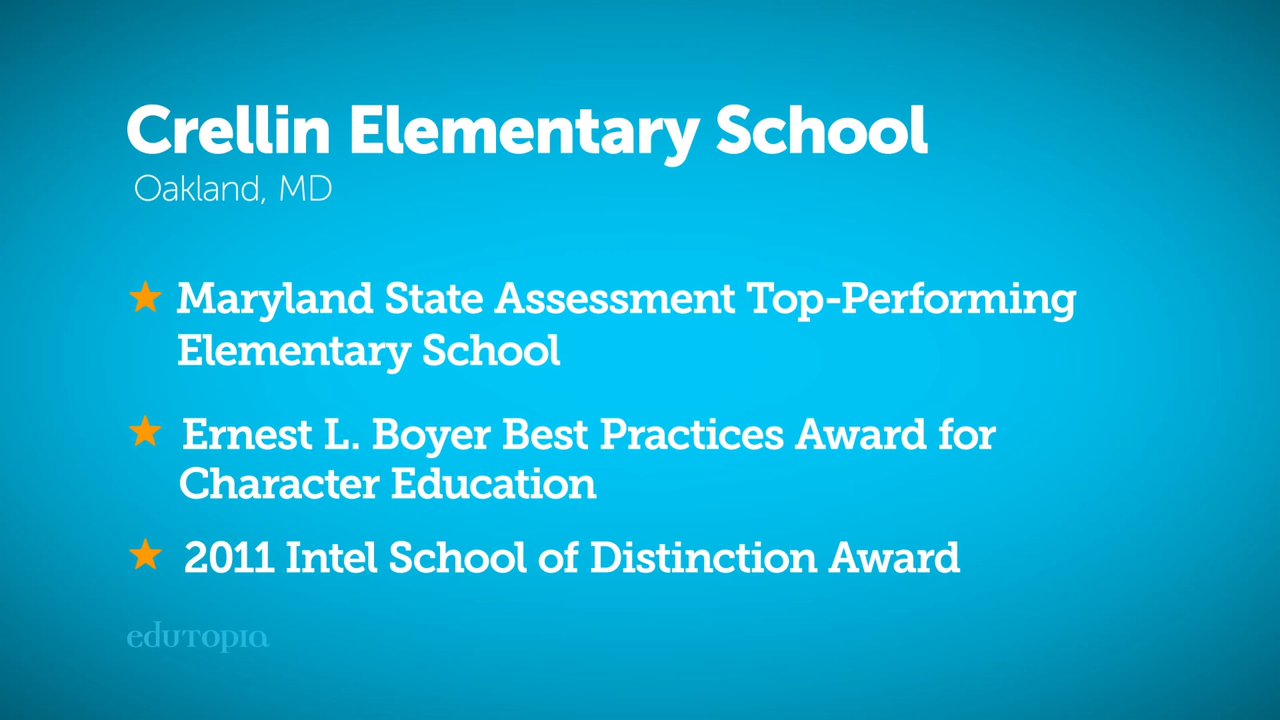 Crellin Elementary School
Oakland, MD
Maryland State Assessment Top-Performing
Elementary School
Ernest L. Boyer Best Practices Award for
Character Education
2011 Intel School of Distinction Award
edutopia